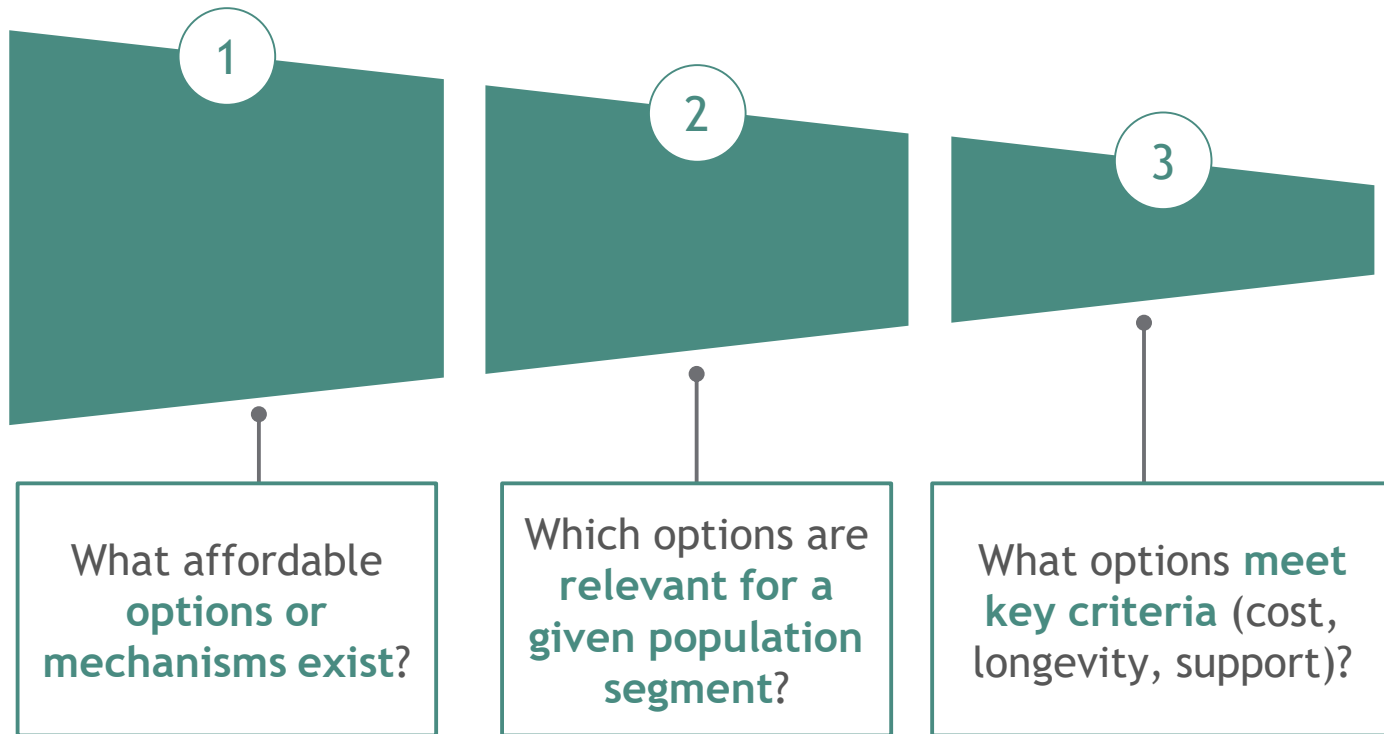 1
2
3
What affordable
options or
mechanisms exist?
Which options are
relevant for a
given population
segment?
What options meet
key criteria (cost,
longevity, support)?